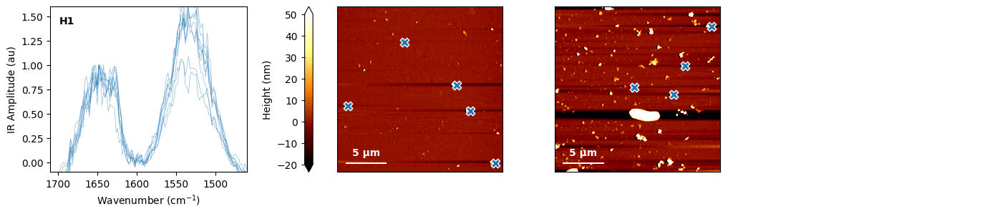 H1
IR Amplitude (au)
1.50
1.25
1.00
0.75
0.50
0.25
0.00
1700 1650 1600 1550 1500
Wavenumber (cm⁻¹)
Height (nm)
50
40
30
20
10
0
−10
−20
5 μm
5 μm